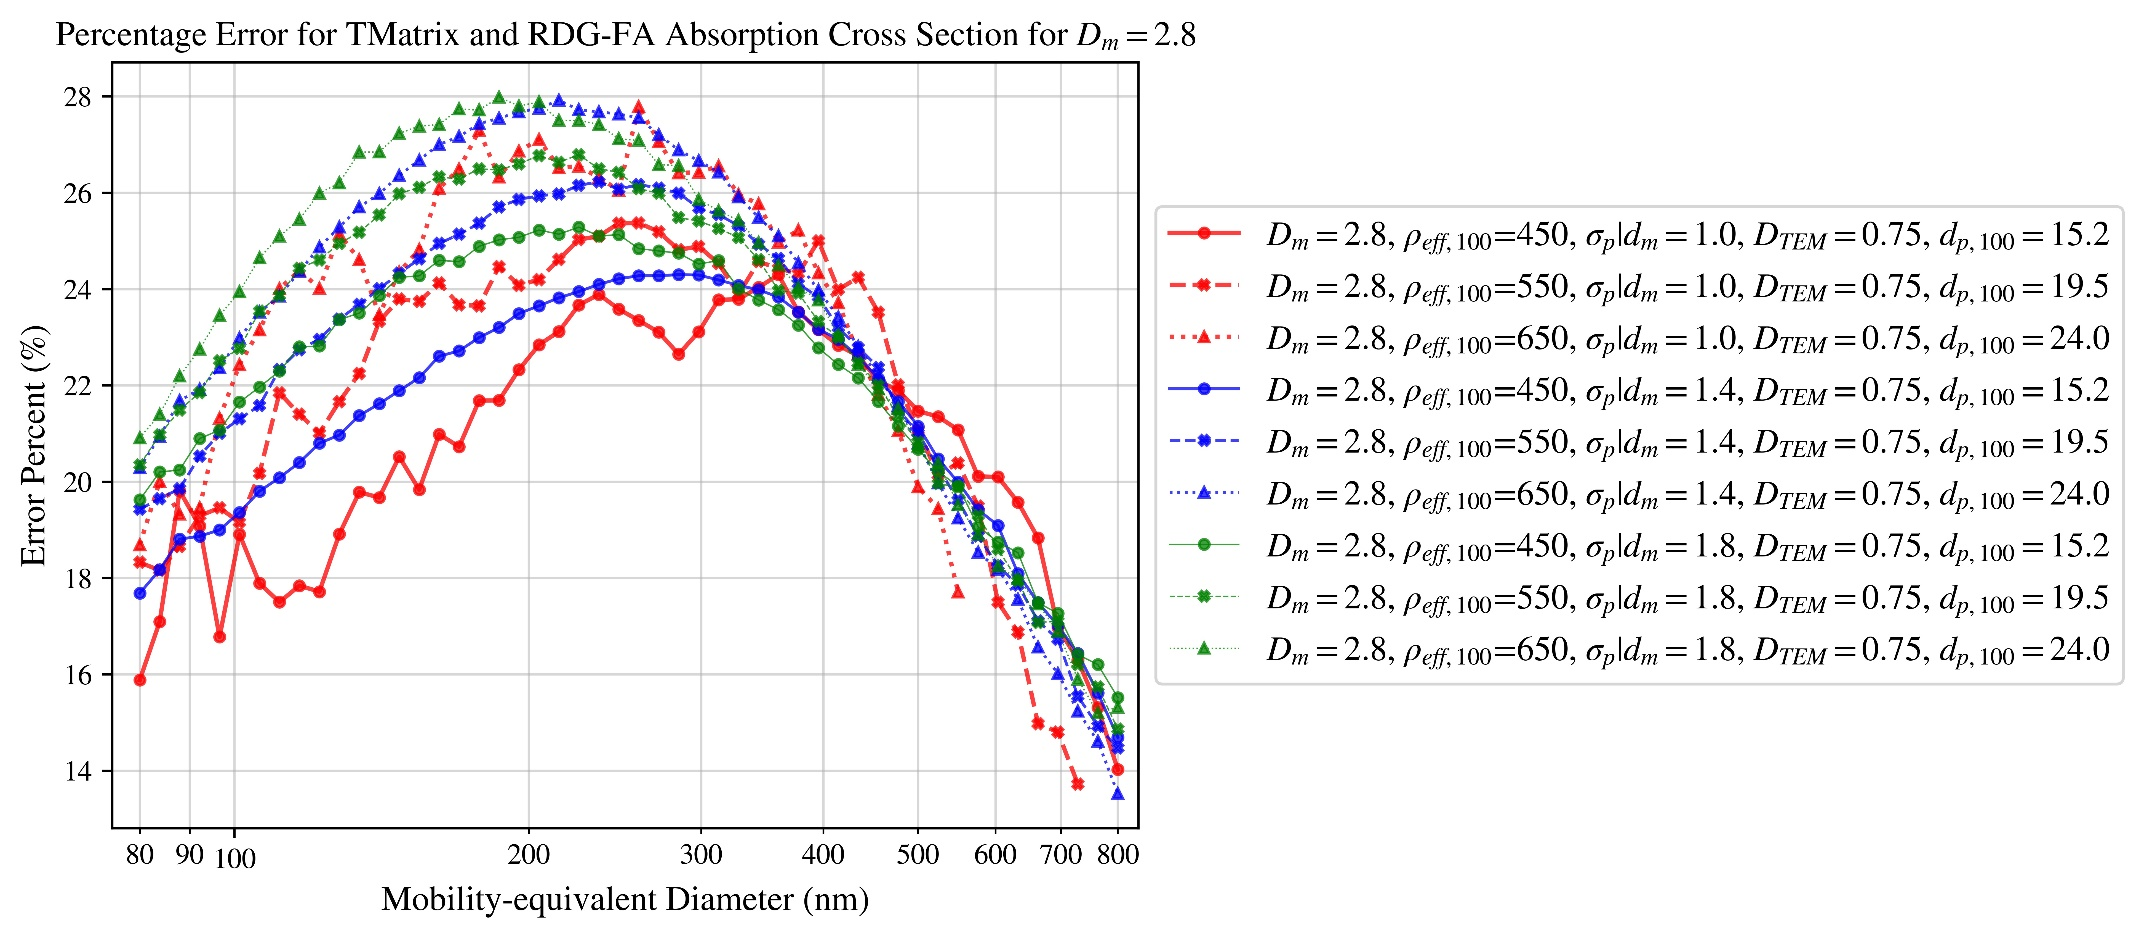 Percentage Error for TMatrix and RDG-FA Absorption Cross Section for D_m = 2.8
Error Percent (%)
28
26
24
22
20
18
16
14
80 90 100 200 300 400 500 600 700 800
Mobility-equivalent Diameter (nm)
D_m = 2.8, ρ_eff,100=450, σ_p|d_m = 1.0, D_TEM = 0.75, d_p,100 = 15.2
D_m = 2.8, ρ_eff,100=550, σ_p|d_m = 1.0, D_TEM = 0.75, d_p,100 = 19.5
D_m = 2.8, ρ_eff,100=650, σ_p|d_m = 1.0, D_TEM = 0.75, d_p,100 = 24.0
D_m = 2.8, ρ_eff,100=450, σ_p|d_m = 1.4, D_TEM = 0.75, d_p,100 = 15.2
D_m = 2.8, ρ_eff,100=550, σ_p|d_m = 1.4, D_TEM = 0.75, d_p,100 = 19.5
D_m = 2.8, ρ_eff,100=650, σ_p|d_m = 1.4, D_TEM = 0.75, d_p,100 = 24.0
D_m = 2.8, ρ_eff,100=450, σ_p|d_m = 1.8, D_TEM = 0.75, d_p,100 = 15.2
D_m = 2.8, ρ_eff,100=550, σ_p|d_m = 1.8, D_TEM = 0.75, d_p,100 = 19.5
D_m = 2.8, ρ_eff,100=650, σ_p|d_m = 1.8, D_TEM = 0.75, d_p,100 = 24.0